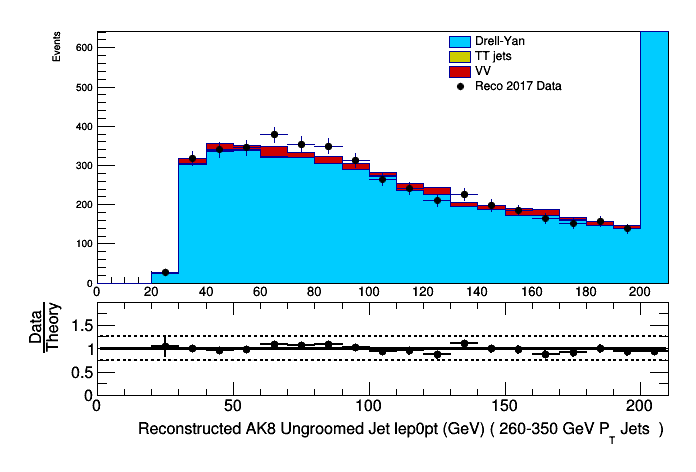 Events
600
500
400
300
200
100
0
Drell-Yan
TT jets
VV
Reco 2017 Data
0 20 40 60 80 100 120 140 160 180 200
Data
Theory
1.5
1
0.5
0
0 50 100 150 200
Reconstructed AK8 Ungroomed Jet lep0pt (GeV) ( 260-350 GeV P_T Jets )